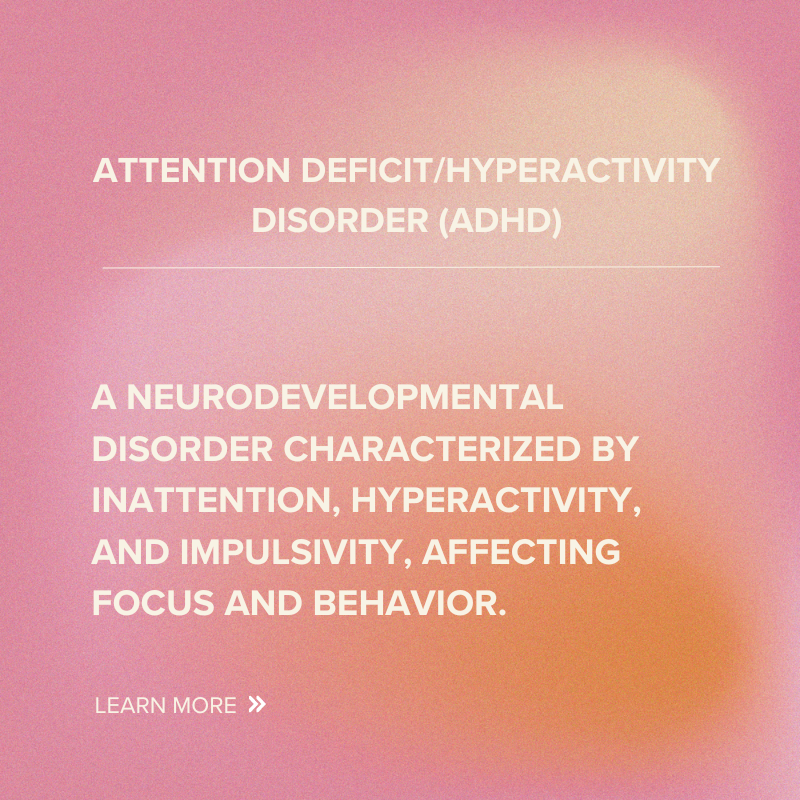 ATTENTION DEFICIT/HYPERACTIVITY
DISORDER (ADHD)
A NEURODEVELOPMENTAL
DISORDER CHARACTERIZED BY
INATTENTION, HYPERACTIVITY,
AND IMPULSIVITY, AFFECTING
FOCUS AND BEHAVIOR.
LEARN MORE »